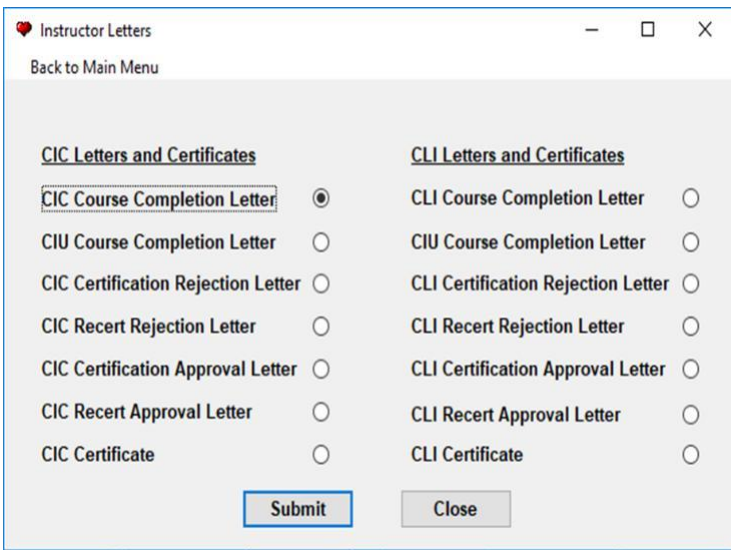 Instructor Letters
Back to Main Menu
CIC Letters and Certificates
CIC Course Completion Letter
CIU Course Completion Letter
CIC Certification Rejection Letter
CIC Recert Rejection Letter
CIC Certification Approval Letter
CIC Recert Approval Letter
CIC Certificate
CLI Letters and Certificates
CLI Course Completion Letter
CIU Course Completion Letter
CLI Certification Rejection Letter
CLI Recert Rejection Letter
CLI Certification Approval Letter
CLI Recert Approval Letter
CLI Certificate
Submit
Close